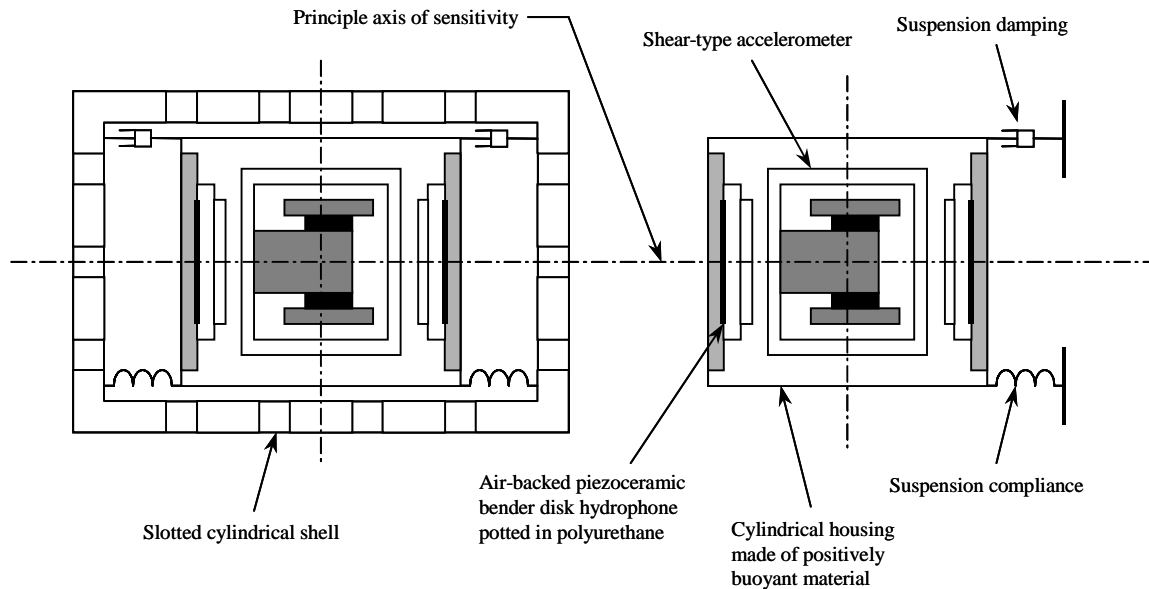 Principle axis of sensitivity
Shear-type accelerometer
Suspension damping
Slotted cylindrical shell
Air-backed piezoceramic
bender disk hydrophone
potted in polyurethane
Cylindrical housing
made of positively
buoyant material
Suspension compliance